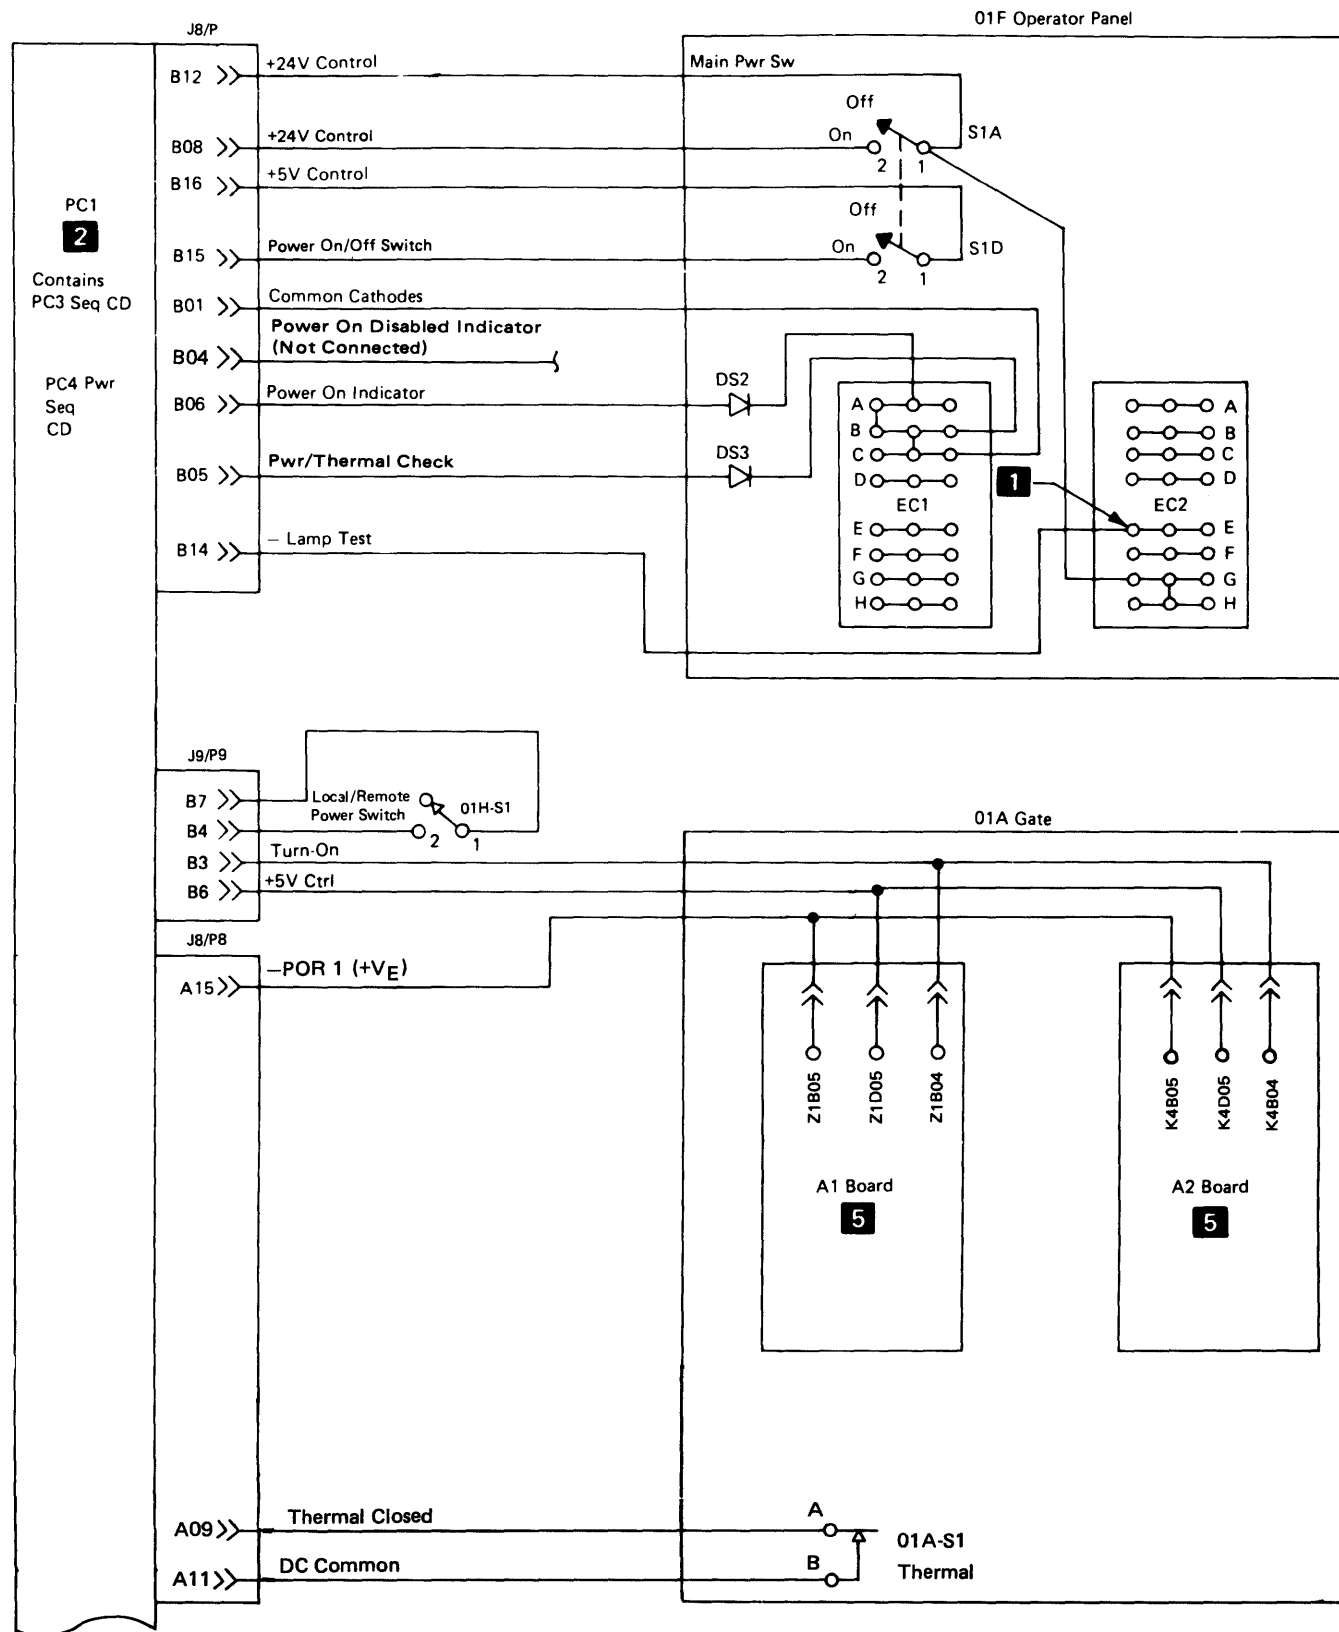 01F Operator Panel
J8/P
B12 +24V Control
Main Pwr Sw
Off
B08 +24V Control
On
2 1
S1A
B16 +5V Control
PC1
2
Off
B15 Power On/Off Switch
On
2 1
S1D
Contains
PC3 Seq CD
B01 Common Cathodes
B04 Power On Disabled Indicator
(Not Connected)
PC4 Pwr
Seq
CD
B06 Power On Indicator
DS2
B05 Pwr/Thermal Check
DS3
A
B
C
D
EC1
E
F
G
H
1
A
B
C
D
EC2
E
F
G
H
B14 – Lamp Test
J9/P9
B7
Local/Remote
Power Switch
01H-S1
B4
2 1
B3 Turn-On
B6 +5V Ctrl
01A Gate
J8/P8
A15 –POR 1 (+VE)
Z1B05
Z1D05
Z1B04
K4B05
K4D05
K4B04
A1 Board
5
A2 Board
5
A09 Thermal Closed
A
01A-S1
Thermal
A11 DC Common
B